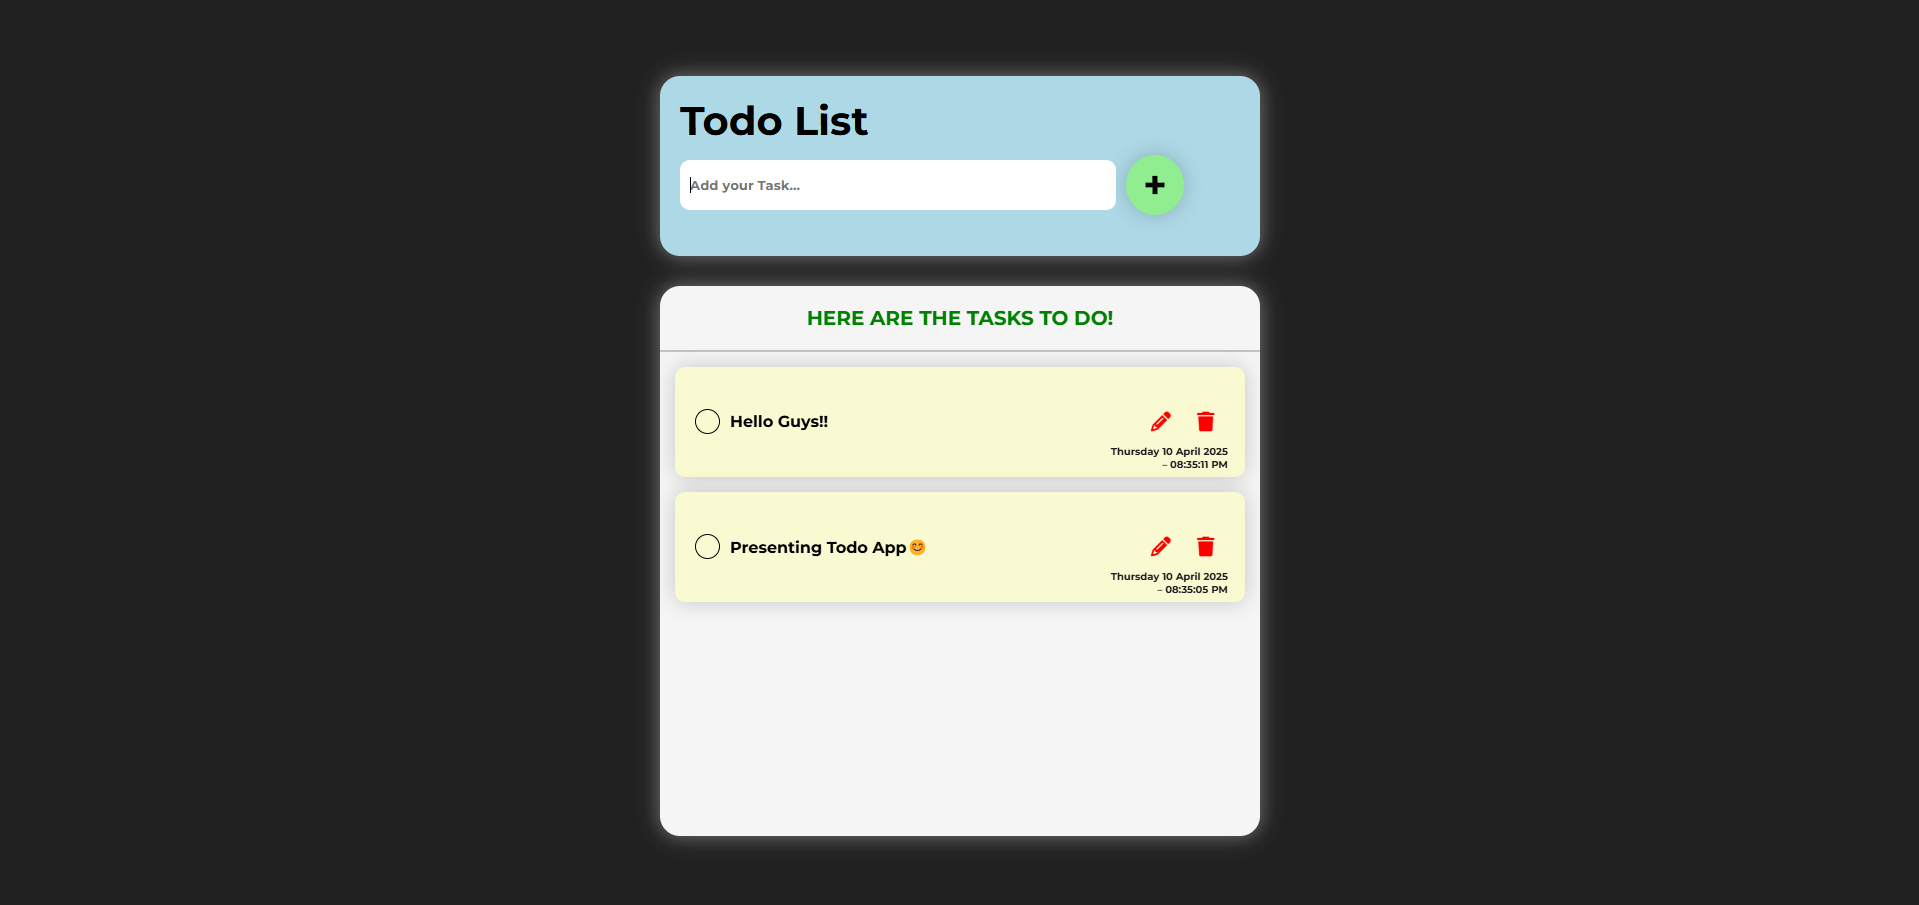 Todo List
Add your Task...
HERE ARE THE TASKS TO DO!
Hello Guys!!
Thursday 10 April 2025
– 08:35:11 PM
Presenting Todo App😊
Thursday 10 April 2025
– 08:35:05 PM